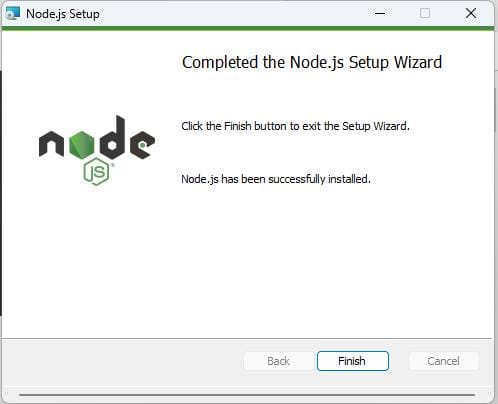 Node.js Setup
Completed the Node.js Setup Wizard
Click the Finish button to exit the Setup Wizard.
node
JS
®
Node.js has been successfully installed.
Back
Finish
Cancel